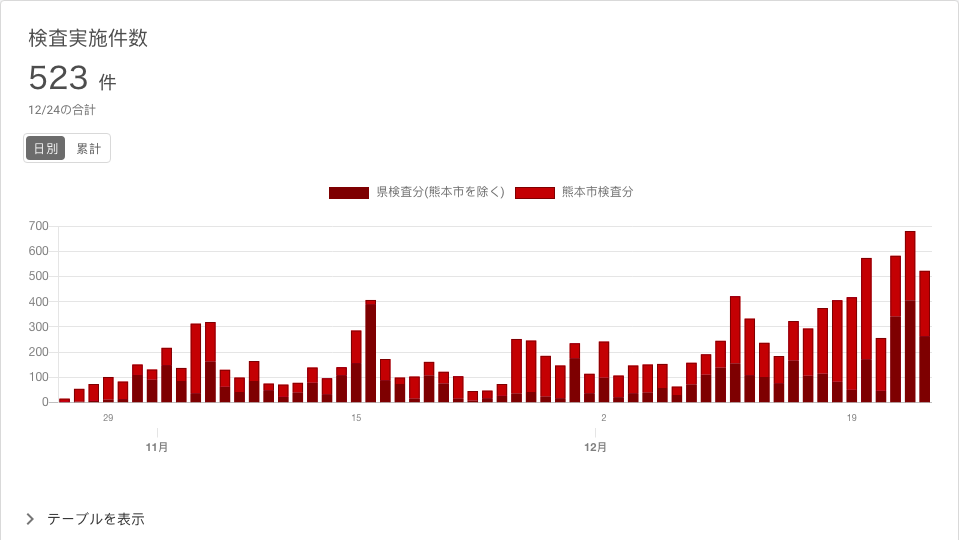 検査実施件数
523 件
12/24の合計
日別 累計
県検査分(熊本市を除く) 熊本市検査分
700
600
500
400
300
200
100
0
29 15 2 19
11月 12月
テーブルを表示